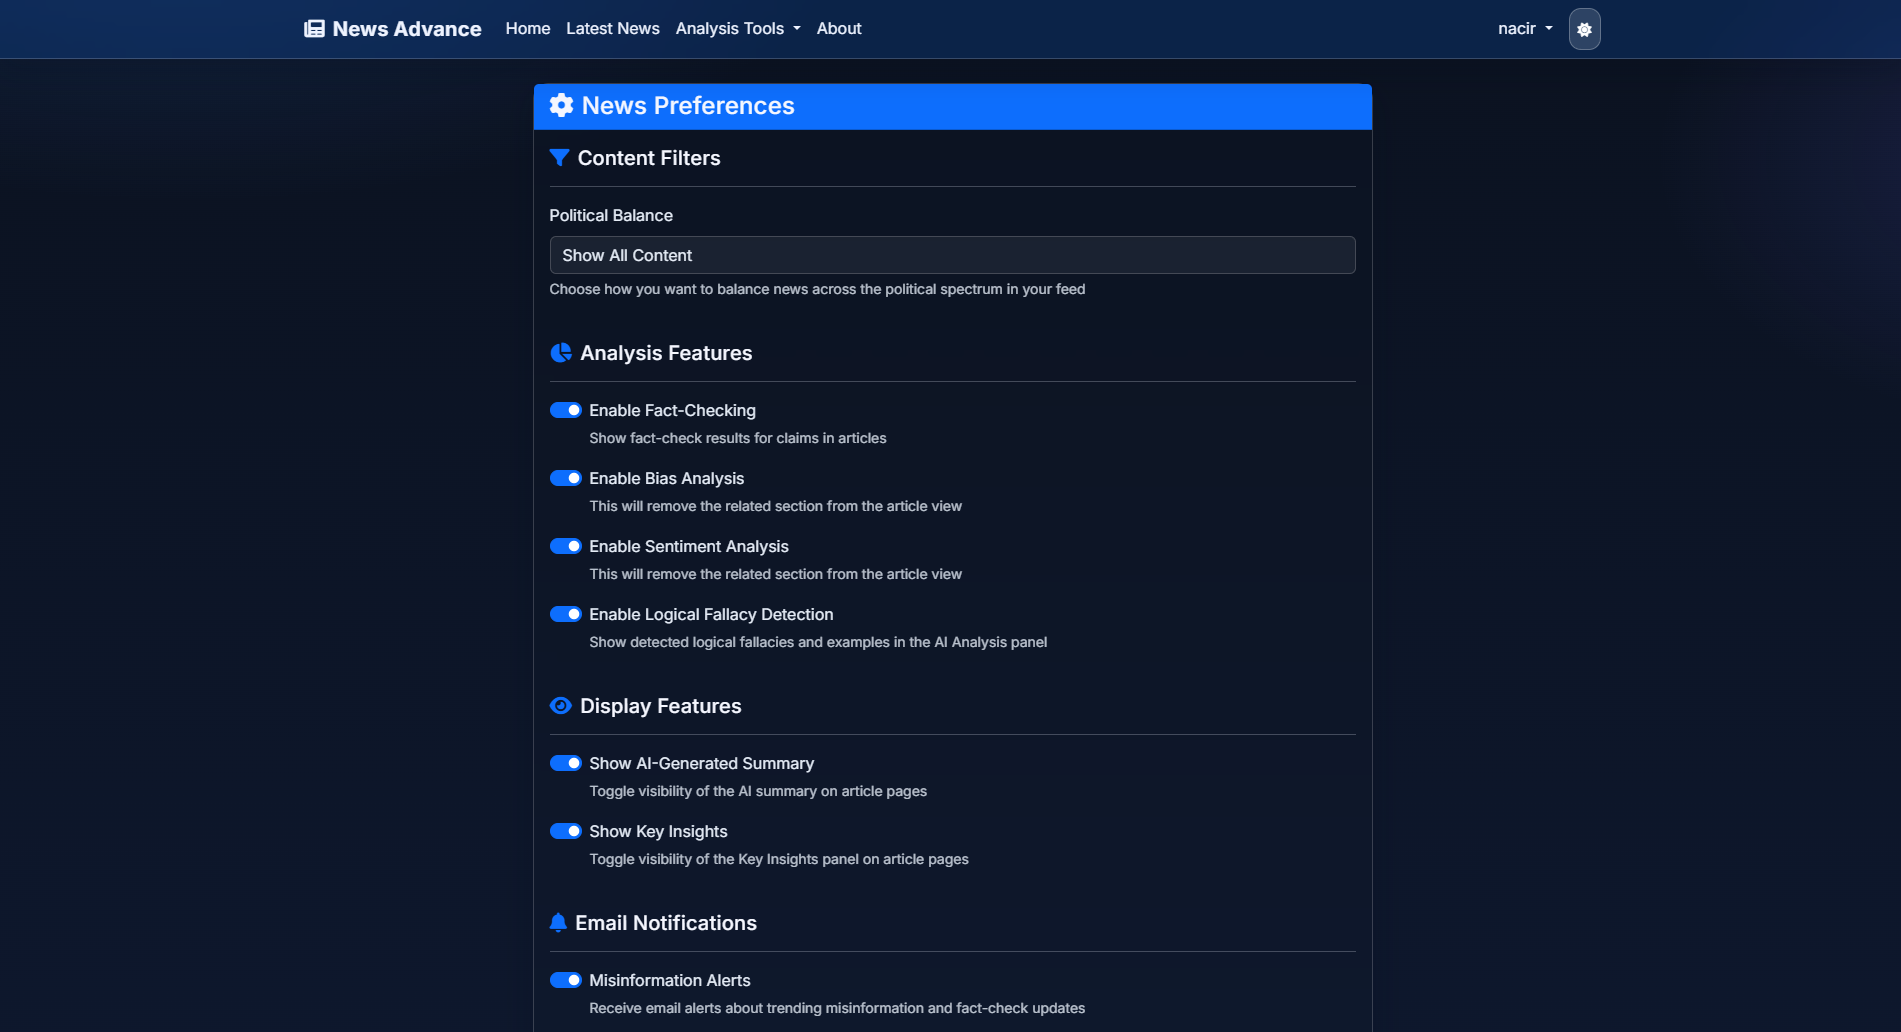 News Advance Home Latest News Analysis Tools About nacir
News Preferences
Content Filters
Political Balance
Show All Content
Choose how you want to balance news across the political spectrum in your feed
Analysis Features
Enable Fact-Checking
Show fact-check results for claims in articles
Enable Bias Analysis
This will remove the related section from the article view
Enable Sentiment Analysis
This will remove the related section from the article view
Enable Logical Fallacy Detection
Show detected logical fallacies and examples in the AI Analysis panel
Display Features
Show AI-Generated Summary
Toggle visibility of the AI summary on article pages
Show Key Insights
Toggle visibility of the Key Insights panel on article pages
Email Notifications
Misinformation Alerts
Receive email alerts about trending misinformation and fact-check updates